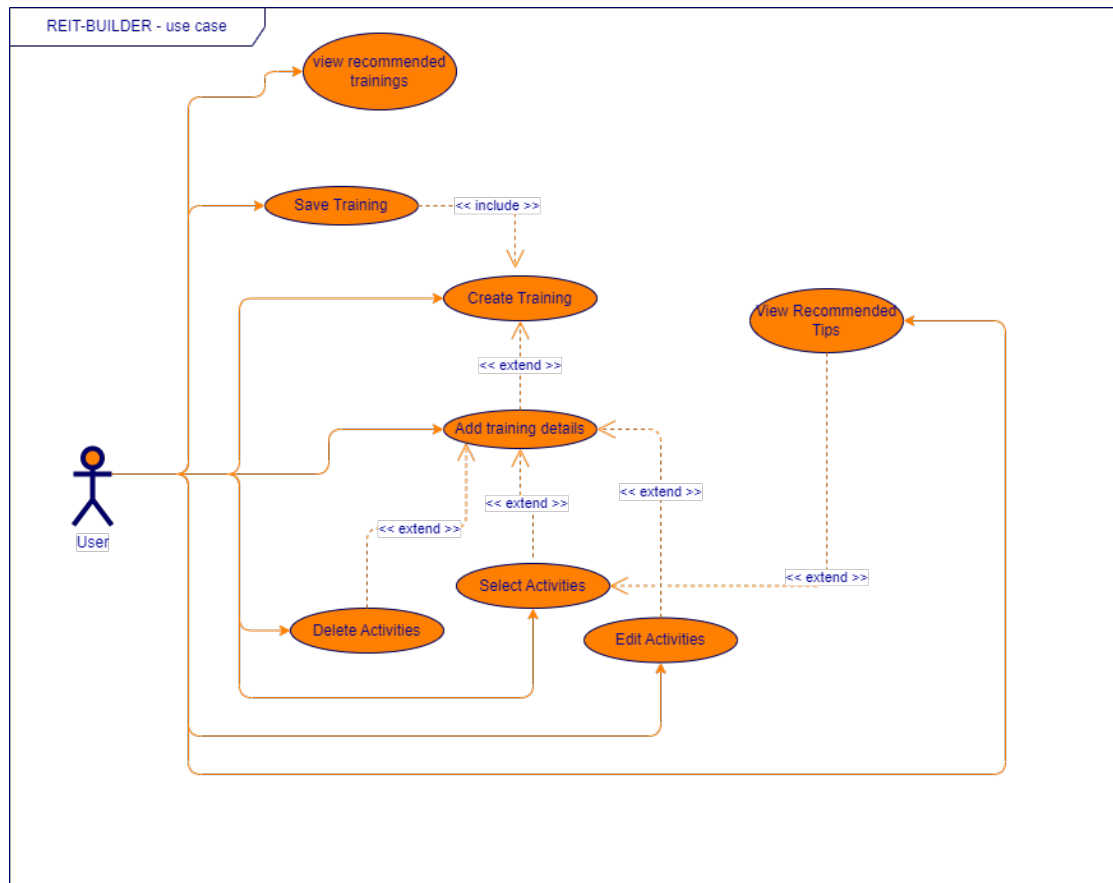 REIT-BUILDER - use case
view recommended
trainings
Save Training
<< include >>
Create Training
View Recommended
Tips
<< extend >>
Add training details
<< extend >>
<< extend >>
<< extend >>
User
<< extend >>
Select Activities
Delete Activities
Edit Activities